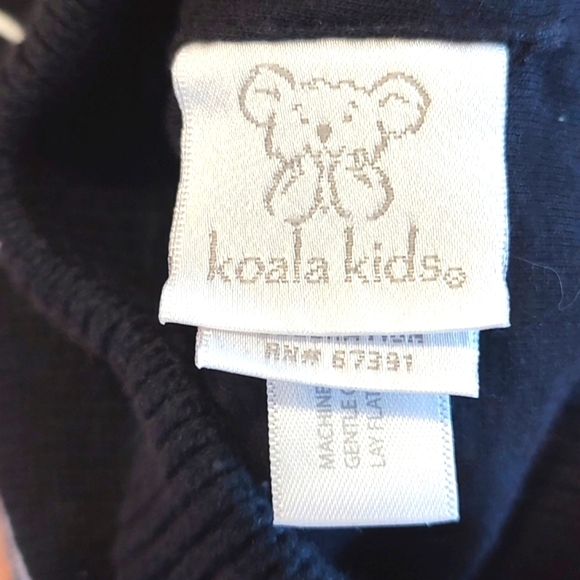 koala kids®
RN# 57391
MACHINE
GENTLE
LAY FLAT